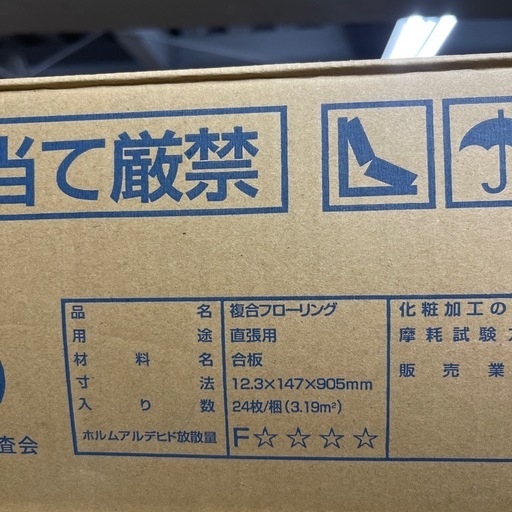 当て厳禁
品名 複合フローリング 化粧加工の
用途 直張用 摩耗試験
材料名 合板
寸法 12.3×147×905mm 販売業
入り数 24枚/梱(3.19㎡)
ホルムアルデヒド放散量 F☆☆☆☆
査会